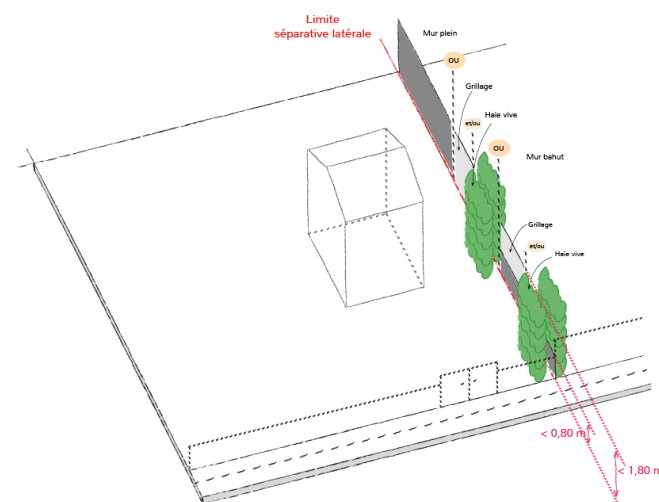 Limite
séparative latérale
Mur plein
OU
Grillage
et/ou
Haie vive
OU
Mur bahut
Grillage
et/ou
Haie vive
< 0,80 m
< 1,80 m